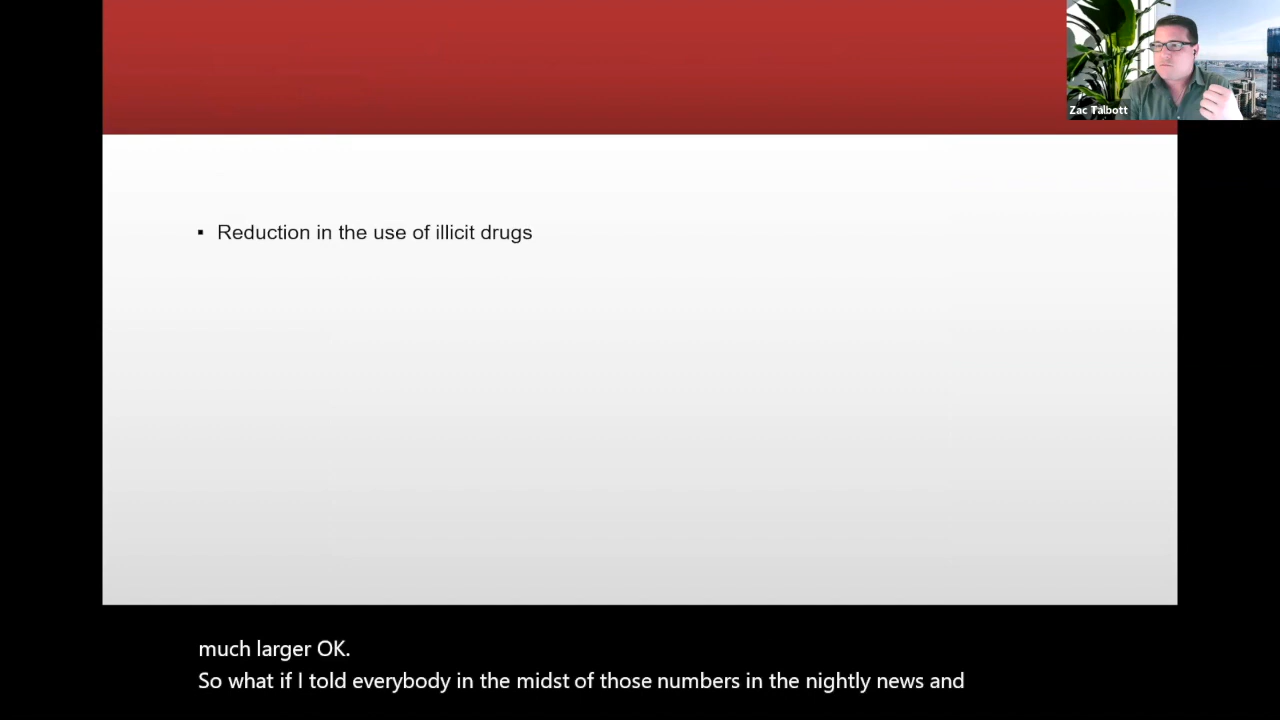 Zac Talbott
▪ Reduction in the use of illicit drugs
much larger OK.
So what if I told everybody in the midst of those numbers in the nightly news and